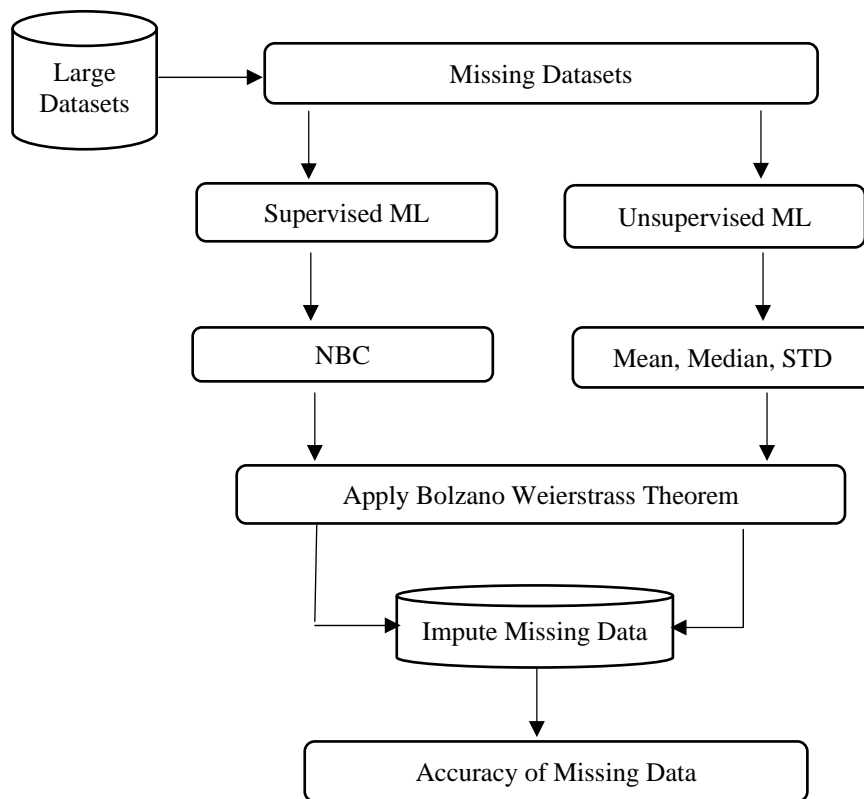 Large
Datasets
Missing Datasets
Supervised ML
Unsupervised ML
NBC
Mean, Median, STD
Apply Bolzano Weierstrass Theorem
Impute Missing Data
Accuracy of Missing Data